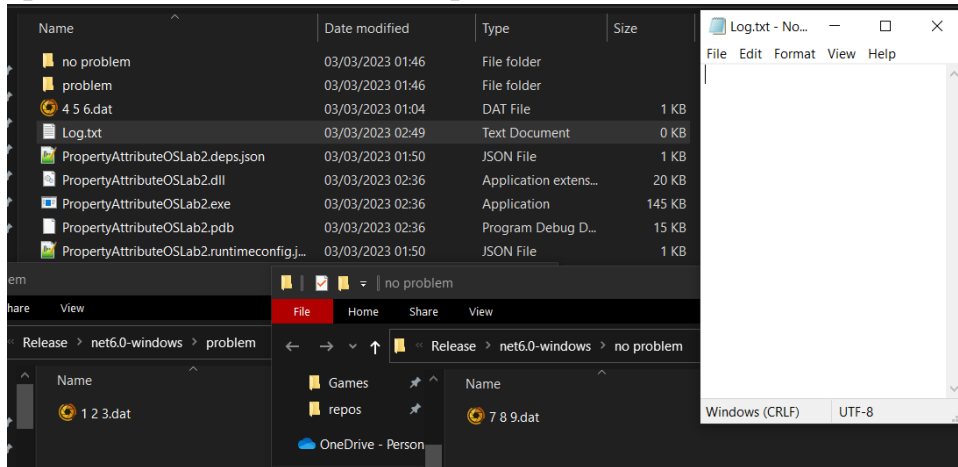 Name Date modified Type Size
no problem 03/03/2023 01:46 File folder
problem 03/03/2023 01:46 File folder
4 5 6.dat 03/03/2023 01:04 DAT File 1 KB
Log.txt 03/03/2023 02:49 Text Document 0 KB
PropertyAttributeOSLab2.deps.json 03/03/2023 01:50 JSON File 1 KB
PropertyAttributeOSLab2.dll 03/03/2023 02:36 Application extens... 20 KB
PropertyAttributeOSLab2.exe 03/03/2023 02:36 Application 145 KB
PropertyAttributeOSLab2.pdb 03/03/2023 02:36 Program Debug D... 15 KB
PropertyAttributeOSLab2.runtimeconfig.j... 03/03/2023 01:50 JSON File 1 KB
Log.txt - No...
File Edit Format View Help
Windows (CRLF) UTF-8
em
hare View
« Release > net6.0-windows > problem
Name
1 2 3.dat
no problem
File Home Share View
« Release > net6.0-windows > no problem
Games
repos
OneDrive - Person
Name
7 8 9.dat